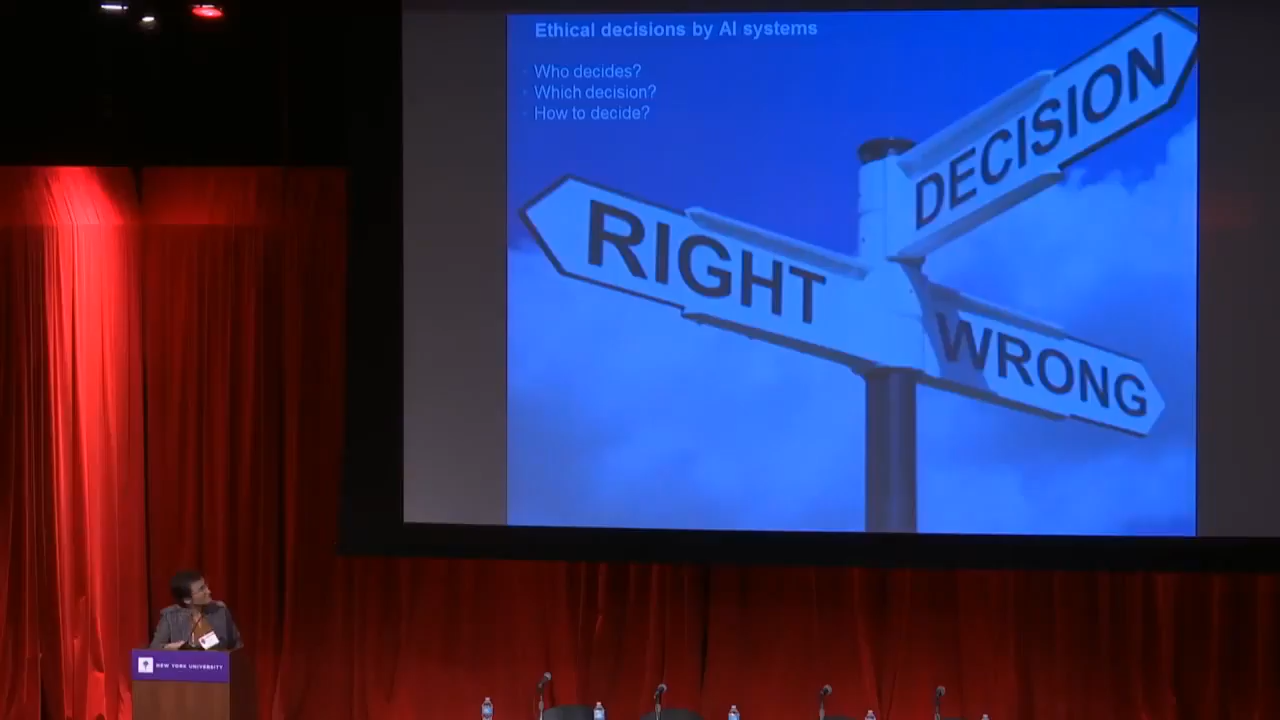 Ethical decisions by AI systems
Who decides?
Which decision?
How to decide?
DECISION
RIGHT
WRONG
NEW YORK UNIVERSITY